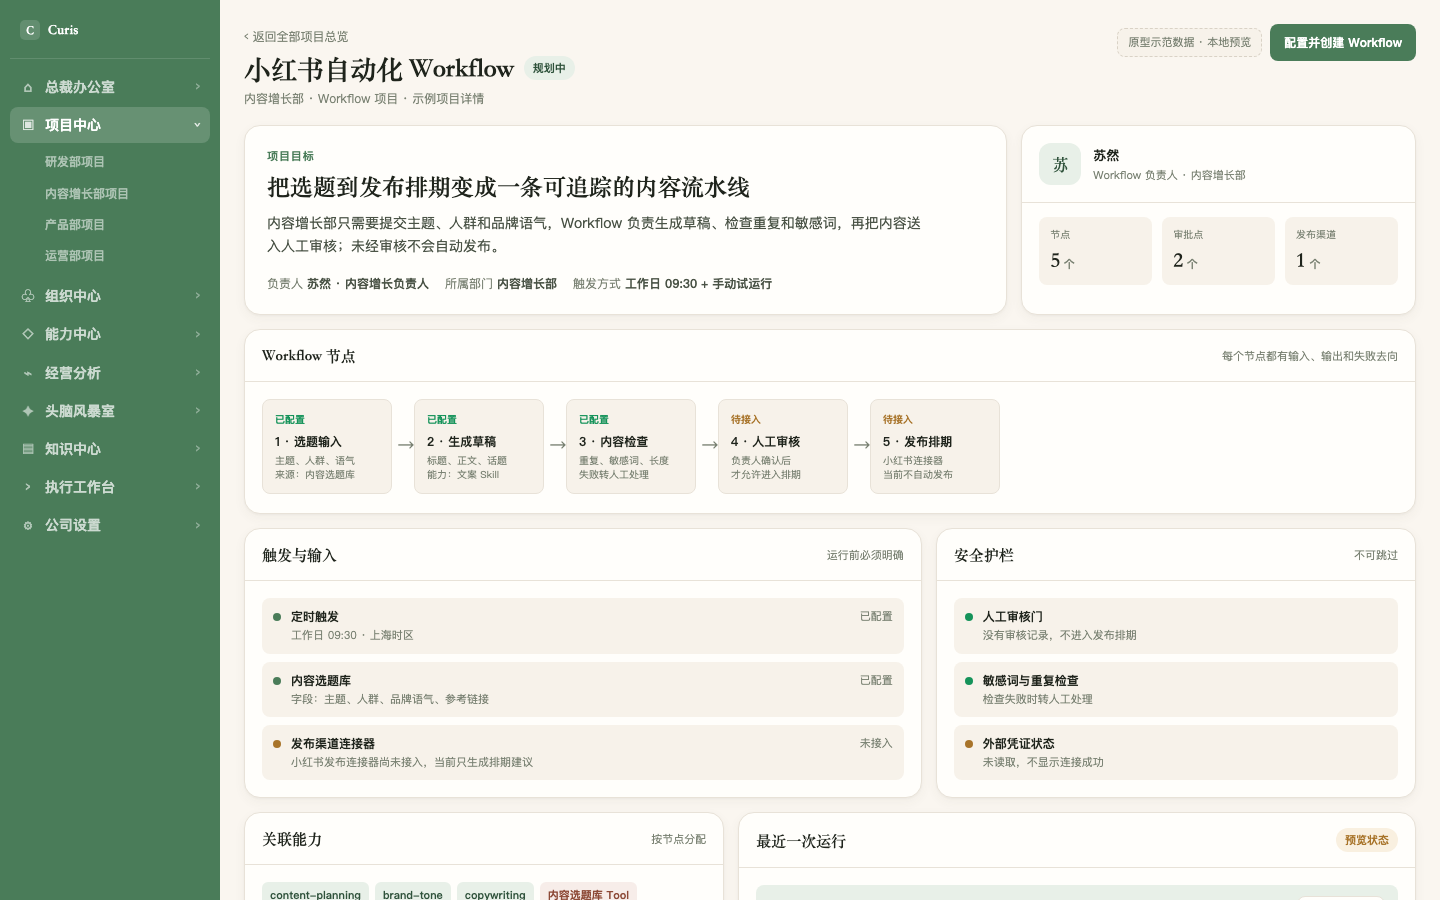 C Curis
总裁办公室
项目中心
研发部项目
内容增长部项目
产品部项目
运营部项目
组织中心
能力中心
经营分析
头脑风暴室
知识中心
执行工作台
公司设置
‹ 返回全部项目总览
小红书自动化 Workflow 规划中
内容增长部 · Workflow 项目 · 示例项目详情
原型示范数据 · 本地预览
配置并创建 Workflow
项目目标
把选题到发布排期变成一条可追踪的内容流水线
内容增长部只需要提交主题、人群和品牌语气，Workflow 负责生成草稿、检查重复和敏感词，再把内容送
入人工审核；未经审核不会自动发布。
负责人 苏然 · 内容增长负责人 所属部门 内容增长部 触发方式 工作日 09:30 + 手动试运行
苏
苏然
Workflow 负责人 · 内容增长部
节点
5 个
审批点
2 个
发布渠道
1 个
Workflow 节点
每个节点都有输入、输出和失败去向
已配置
1 · 选题输入
主题、人群、语气
来源：内容选题库
→
已配置
2 · 生成草稿
标题、正文、话题
能力：文案 Skill
→
已配置
3 · 内容检查
重复、敏感词、长度
失败转人工处理
→
待接入
4 · 人工审核
负责人确认后
才允许进入排期
→
待接入
5 · 发布排期
小红书连接器
当前不自动发布
触发与输入
运行前必须明确
定时触发
工作日 09:30 · 上海时区
已配置
内容选题库
字段：主题、人群、品牌语气、参考链接
已配置
发布渠道连接器
小红书发布连接器尚未接入，当前只生成排期建议
未接入
安全护栏
不可跳过
人工审核门
没有审核记录，不进入发布排期
敏感词与重复检查
检查失败时转人工处理
外部凭证状态
未读取，不显示连接成功
关联能力
按节点分配
content-planning
brand-tone
copywriting
内容选题库 Tool
最近一次运行
预览状态